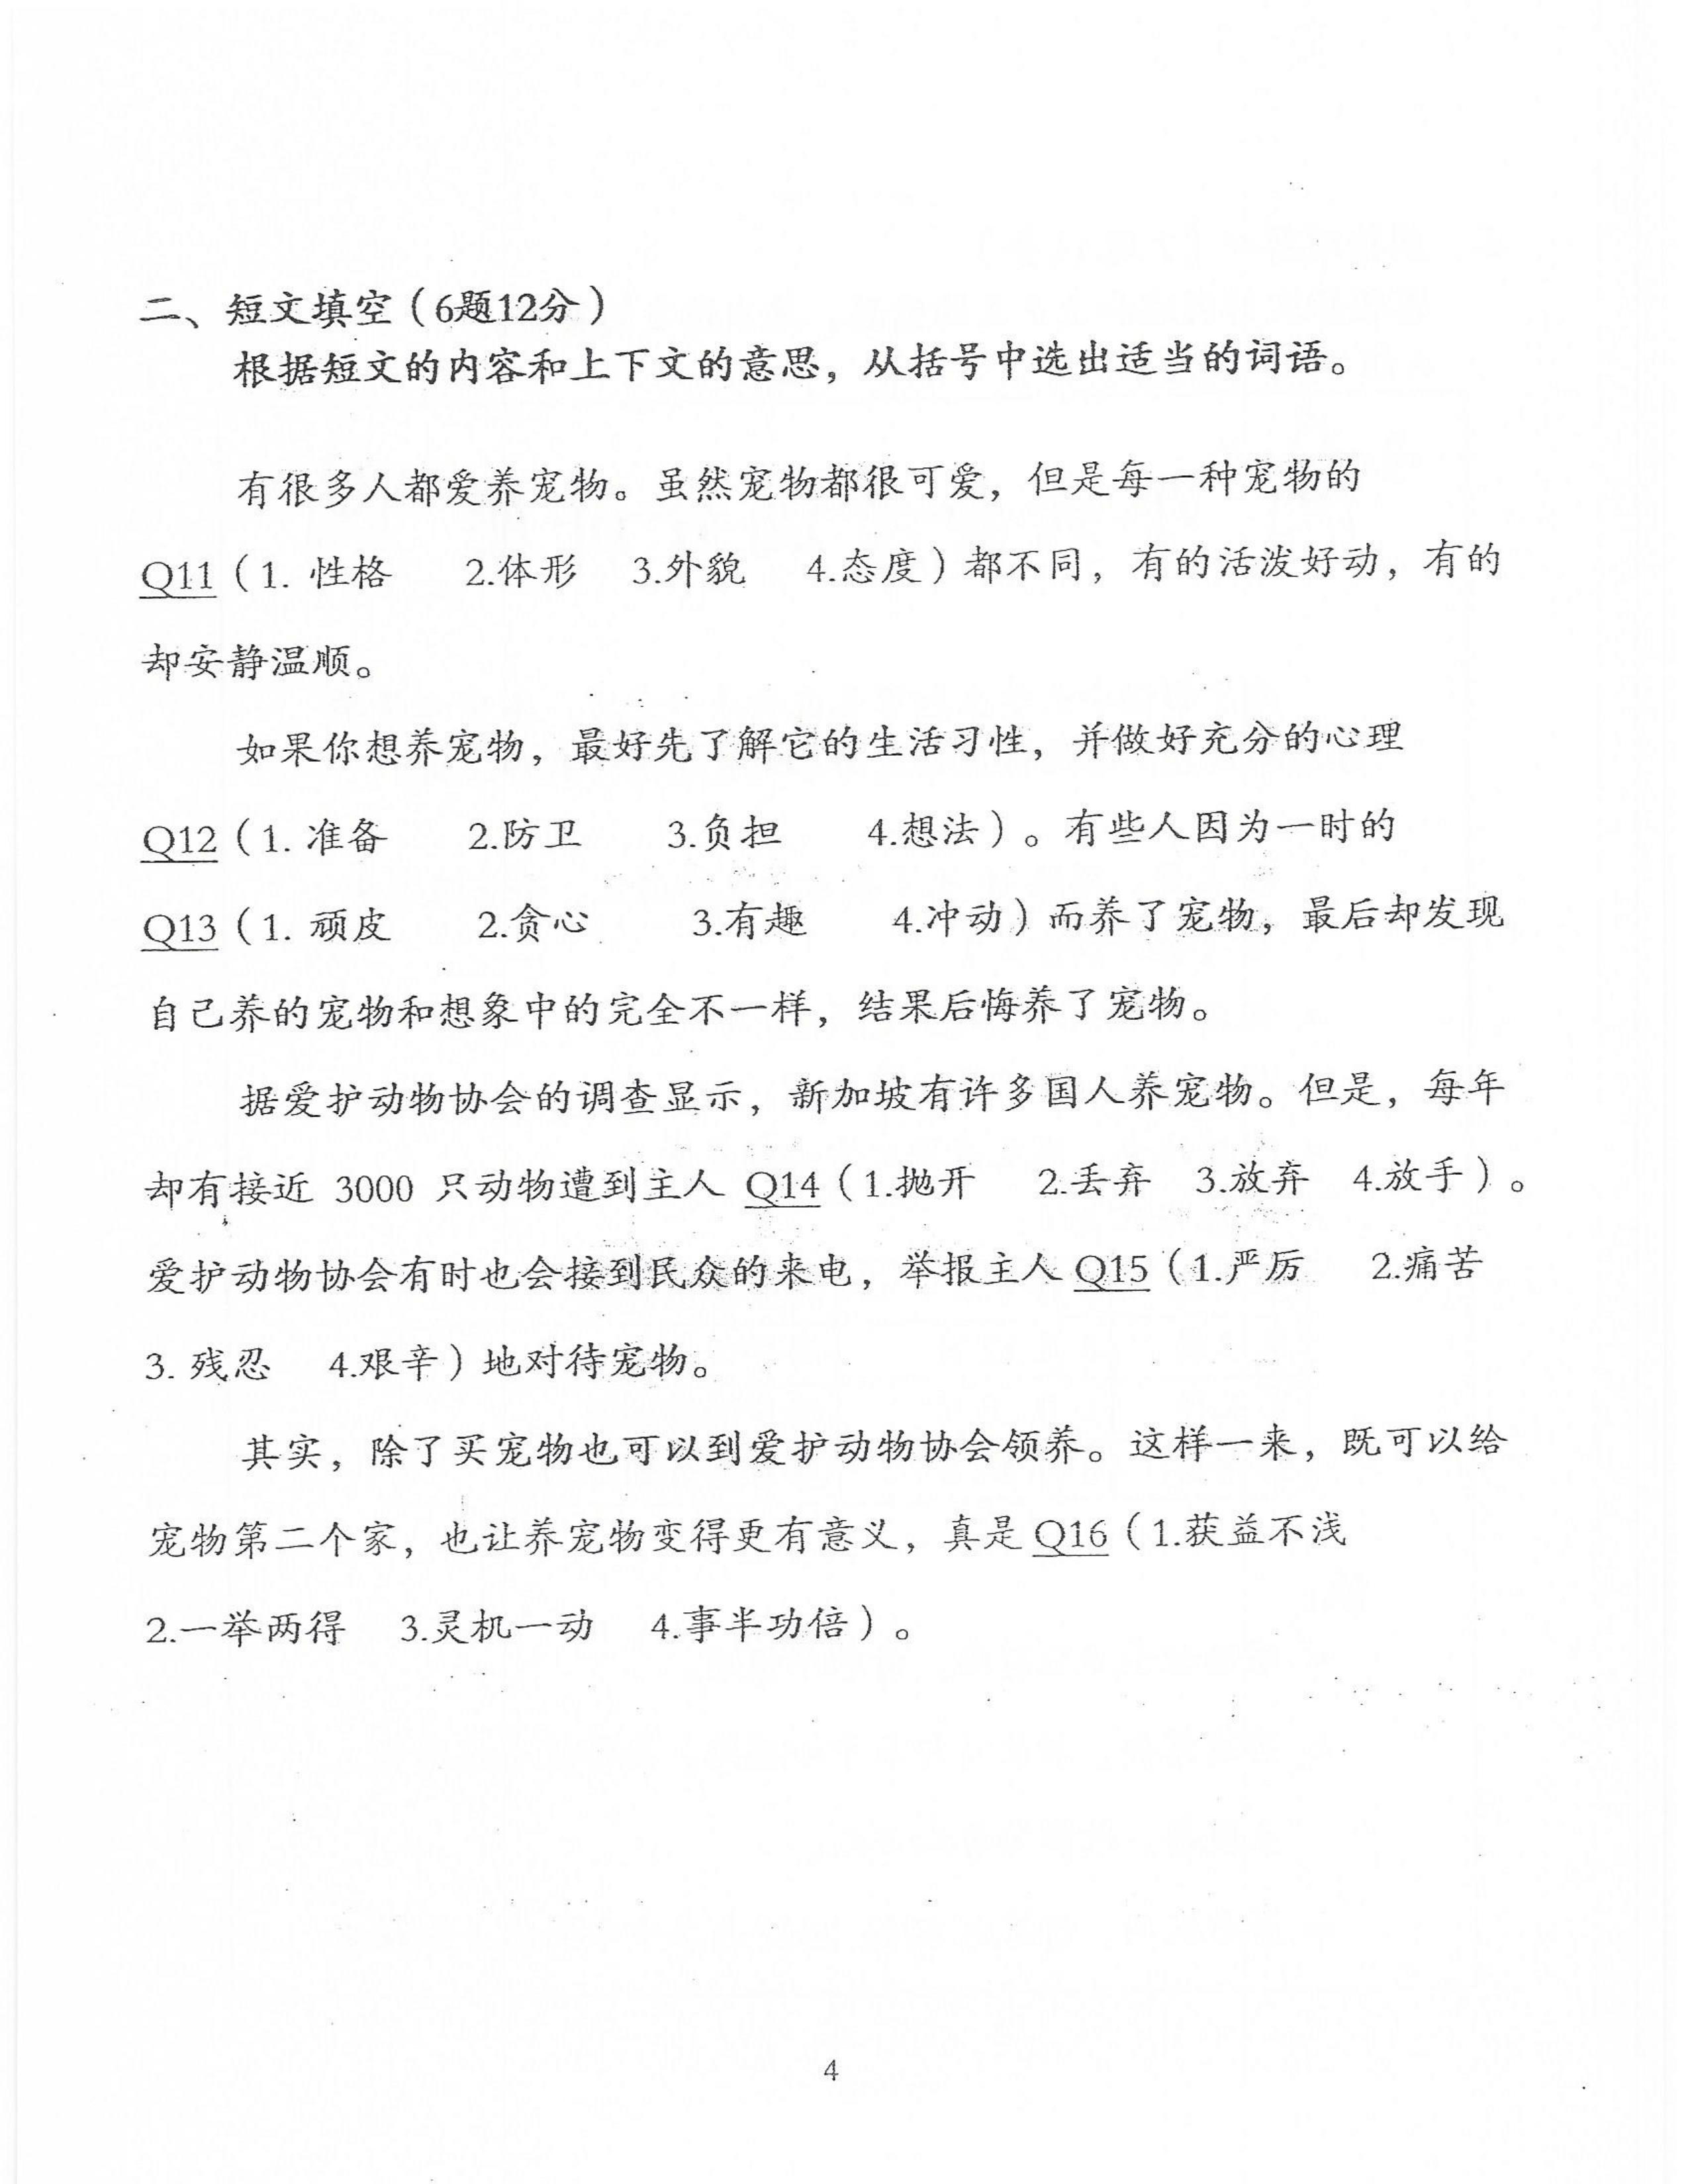 二、短文填空（6题12分）
根据短文的内容和上下文的意思，从括号中选出适当的词语。
有很多人都爱养宠物。虽然宠物都很可爱，但是每一种宠物的
Q11（1. 性格 2.体形 3.外貌 4.态度）都不同，有的活泼好动，有的
却安静温顺。
如果你想养宠物，最好先了解它的生活习性，并做好充分的心理
Q12（1. 准备 2.防卫 3.负担 4.想法）。有些人因为一时的
Q13（1. 顽皮 2.贪心 3.有趣 4.冲动）而养了宠物，最后却发现
自己养的宠物和想象中的完全不一样，结果后悔养了宠物。
据爱护动物协会的调查显示，新加坡有许多国人养宠物。但是，每年
却有接近 3000 只动物遭到主人 Q14（1.抛开 2.丢弃 3.放弃 4.放手）。
爱护动物协会有时也会接到民众的来电，举报主人 Q15（1.严厉 2.痛苦
3. 残忍 4.艰辛）地对待宠物。
其实，除了买宠物也可以到爱护动物协会领养。这样一来，既可以给
宠物第二个家，也让养宠物变得更有意义，真是 Q16（1.获益不浅
2.一举两得 3.灵机一动 4.事半功倍）。
4